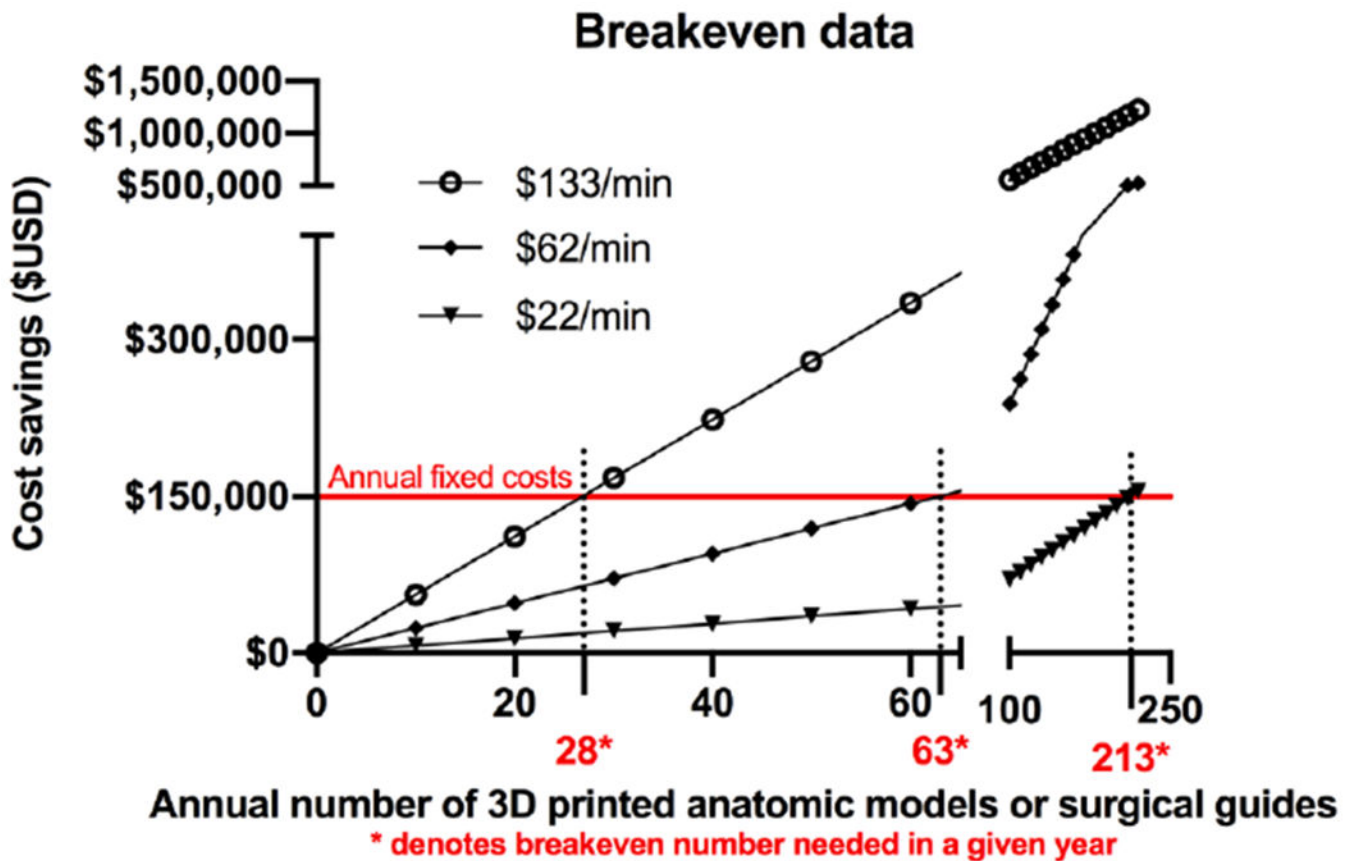 Breakeven data
$1,500,000
$1,000,000
$500,000
$300,000
$150,000
$0
Cost savings ($USD)
$133/min
$62/min
$22/min
Annual fixed costs
0 20 40 60 100 250
28* 63* 213*
Annual number of 3D printed anatomic models or surgical guides
* denotes breakeven number needed in a given year